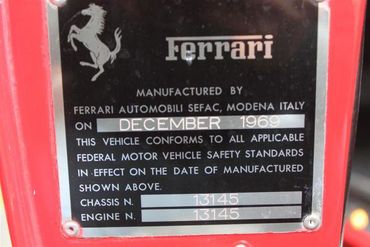 Ferrari
MANUFACTURED BY
FERRARI AUTOMOBILI SEFAC, MODENA ITALY
ON DECEMBER 1969
THIS VEHICLE CONFORMS TO ALL APPLICABLE
FEDERAL MOTOR VEHICLE SAFETY STANDARDS
IN EFFECT ON THE DATE OF MANUFACTURED
SHOWN ABOVE.
CHASSIS N. 13145
ENGINE N. 13145